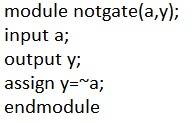 module notgate(a,y);
input a;
output y;
assign y=~a;
endmodule